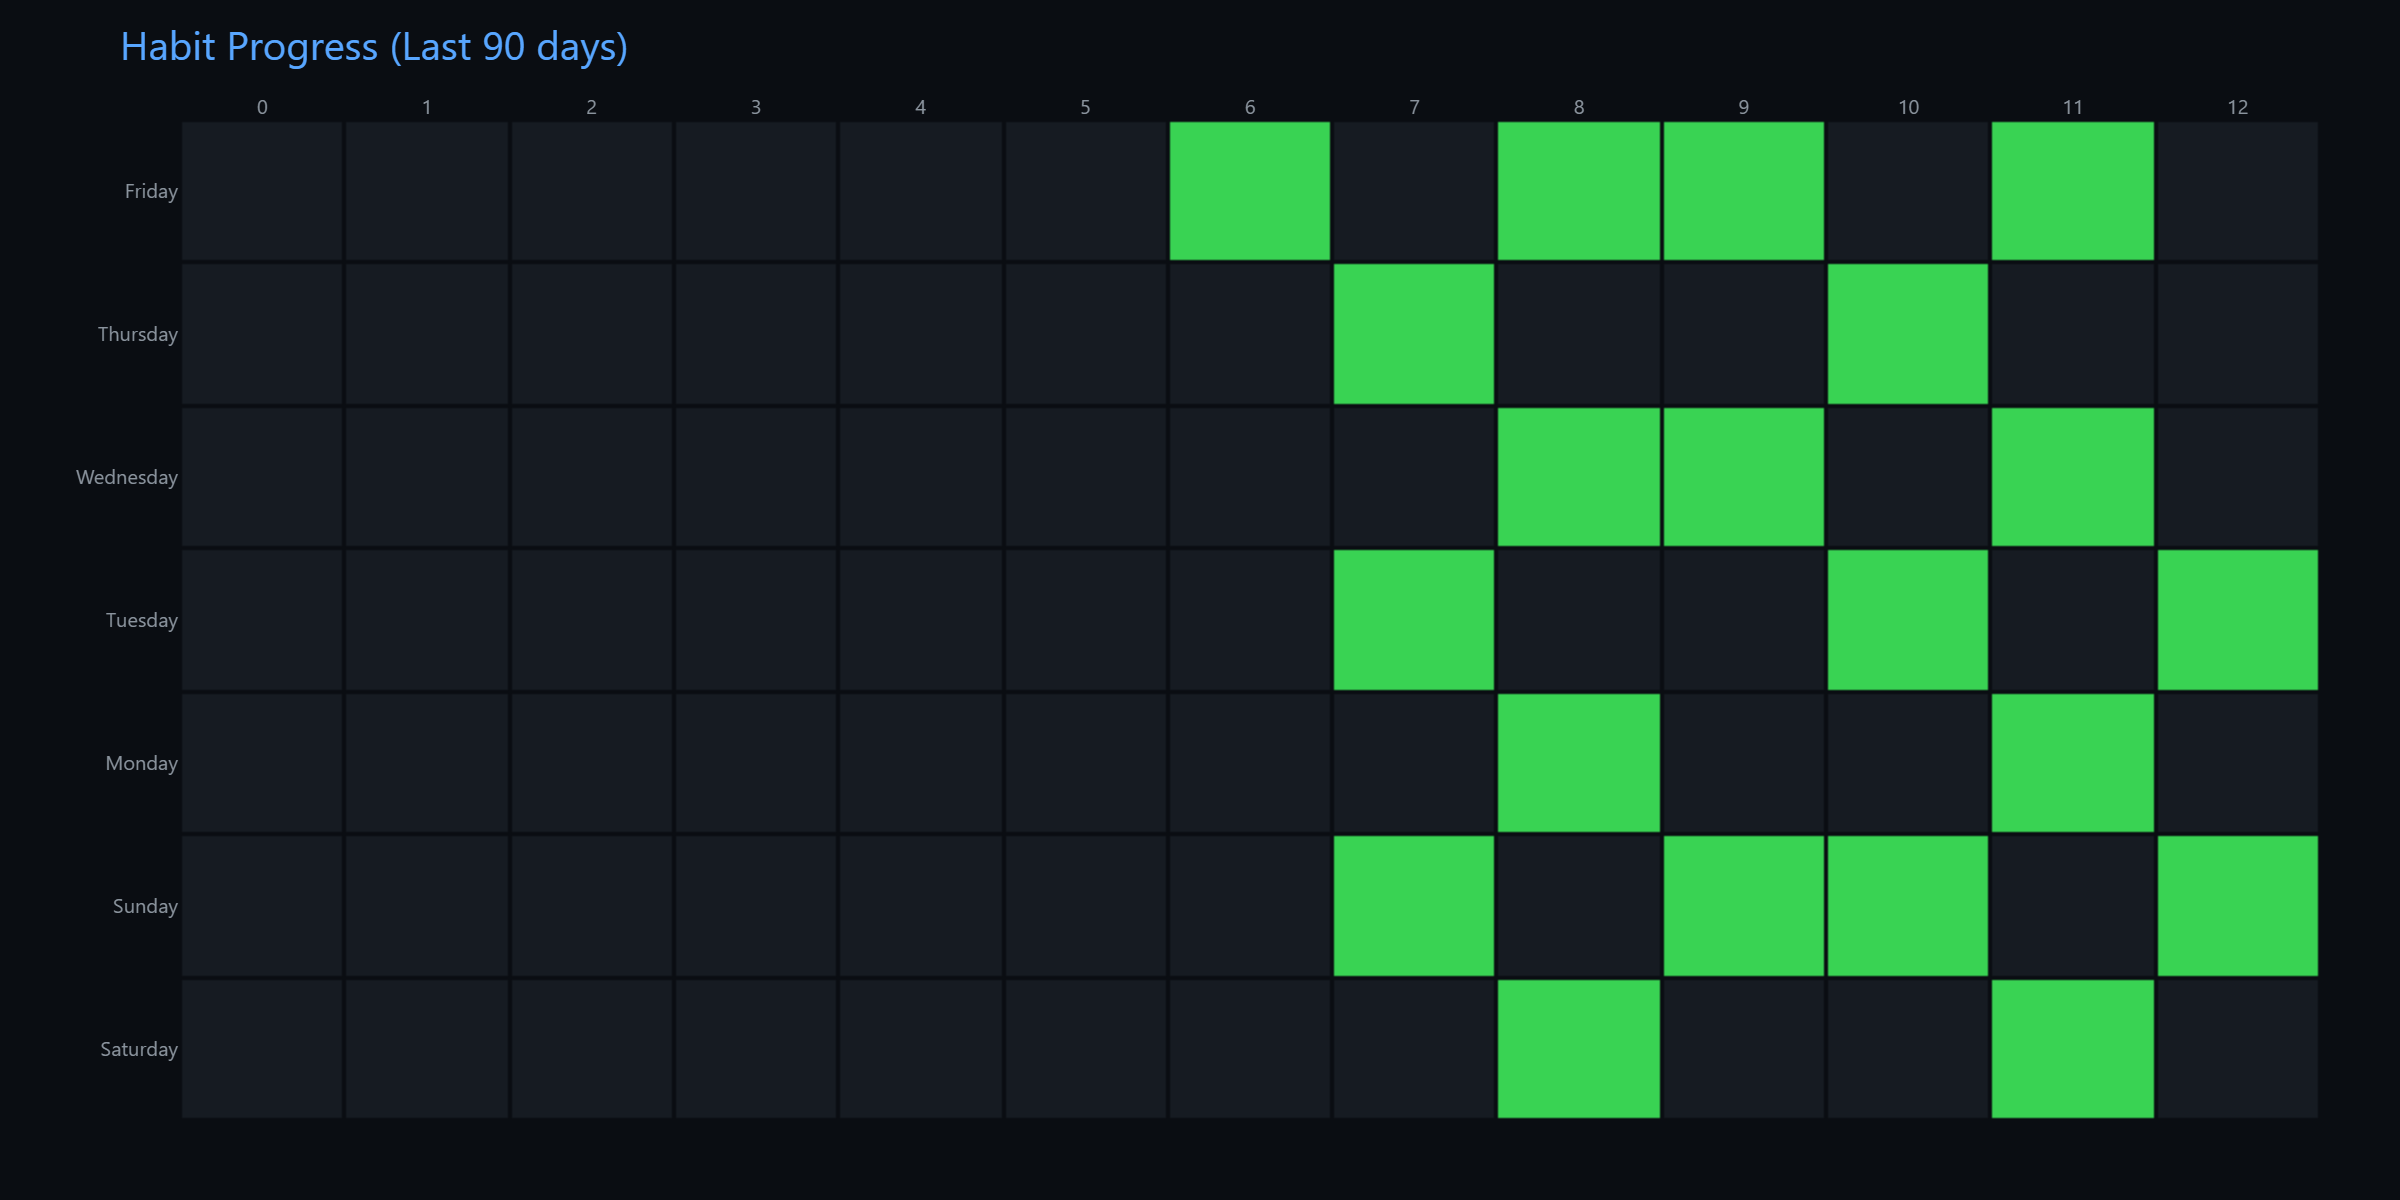 Habit Progress (Last 90 days)
0 1 2 3 4 5 6 7 8 9 10 11 12
Friday
Thursday
Wednesday
Tuesday
Monday
Sunday
Saturday